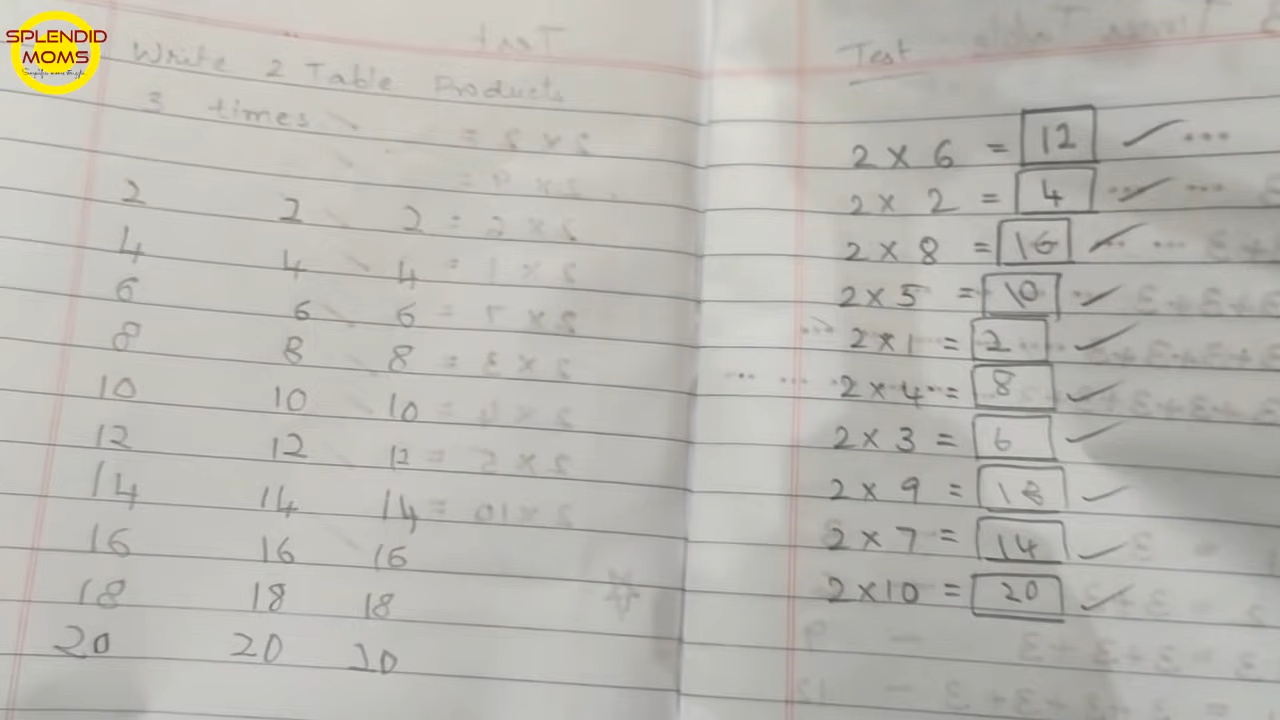 SPLENDID
MOMS
Write 2 Table Products
3 times
2 2 2
4 4 4
6 6 6
8 8 8
10 10 10
12 12 12
14 14 14
16 16 16
18 18 18
20 20 20
Test
2 × 6 = 12
2 × 2 = 4
2 × 8 = 16
2 × 5 = 10
2 × 1 = 2
2 × 4 = 8
2 × 3 = 6
2 × 9 = 18
2 × 7 = 14
2 × 10 = 20